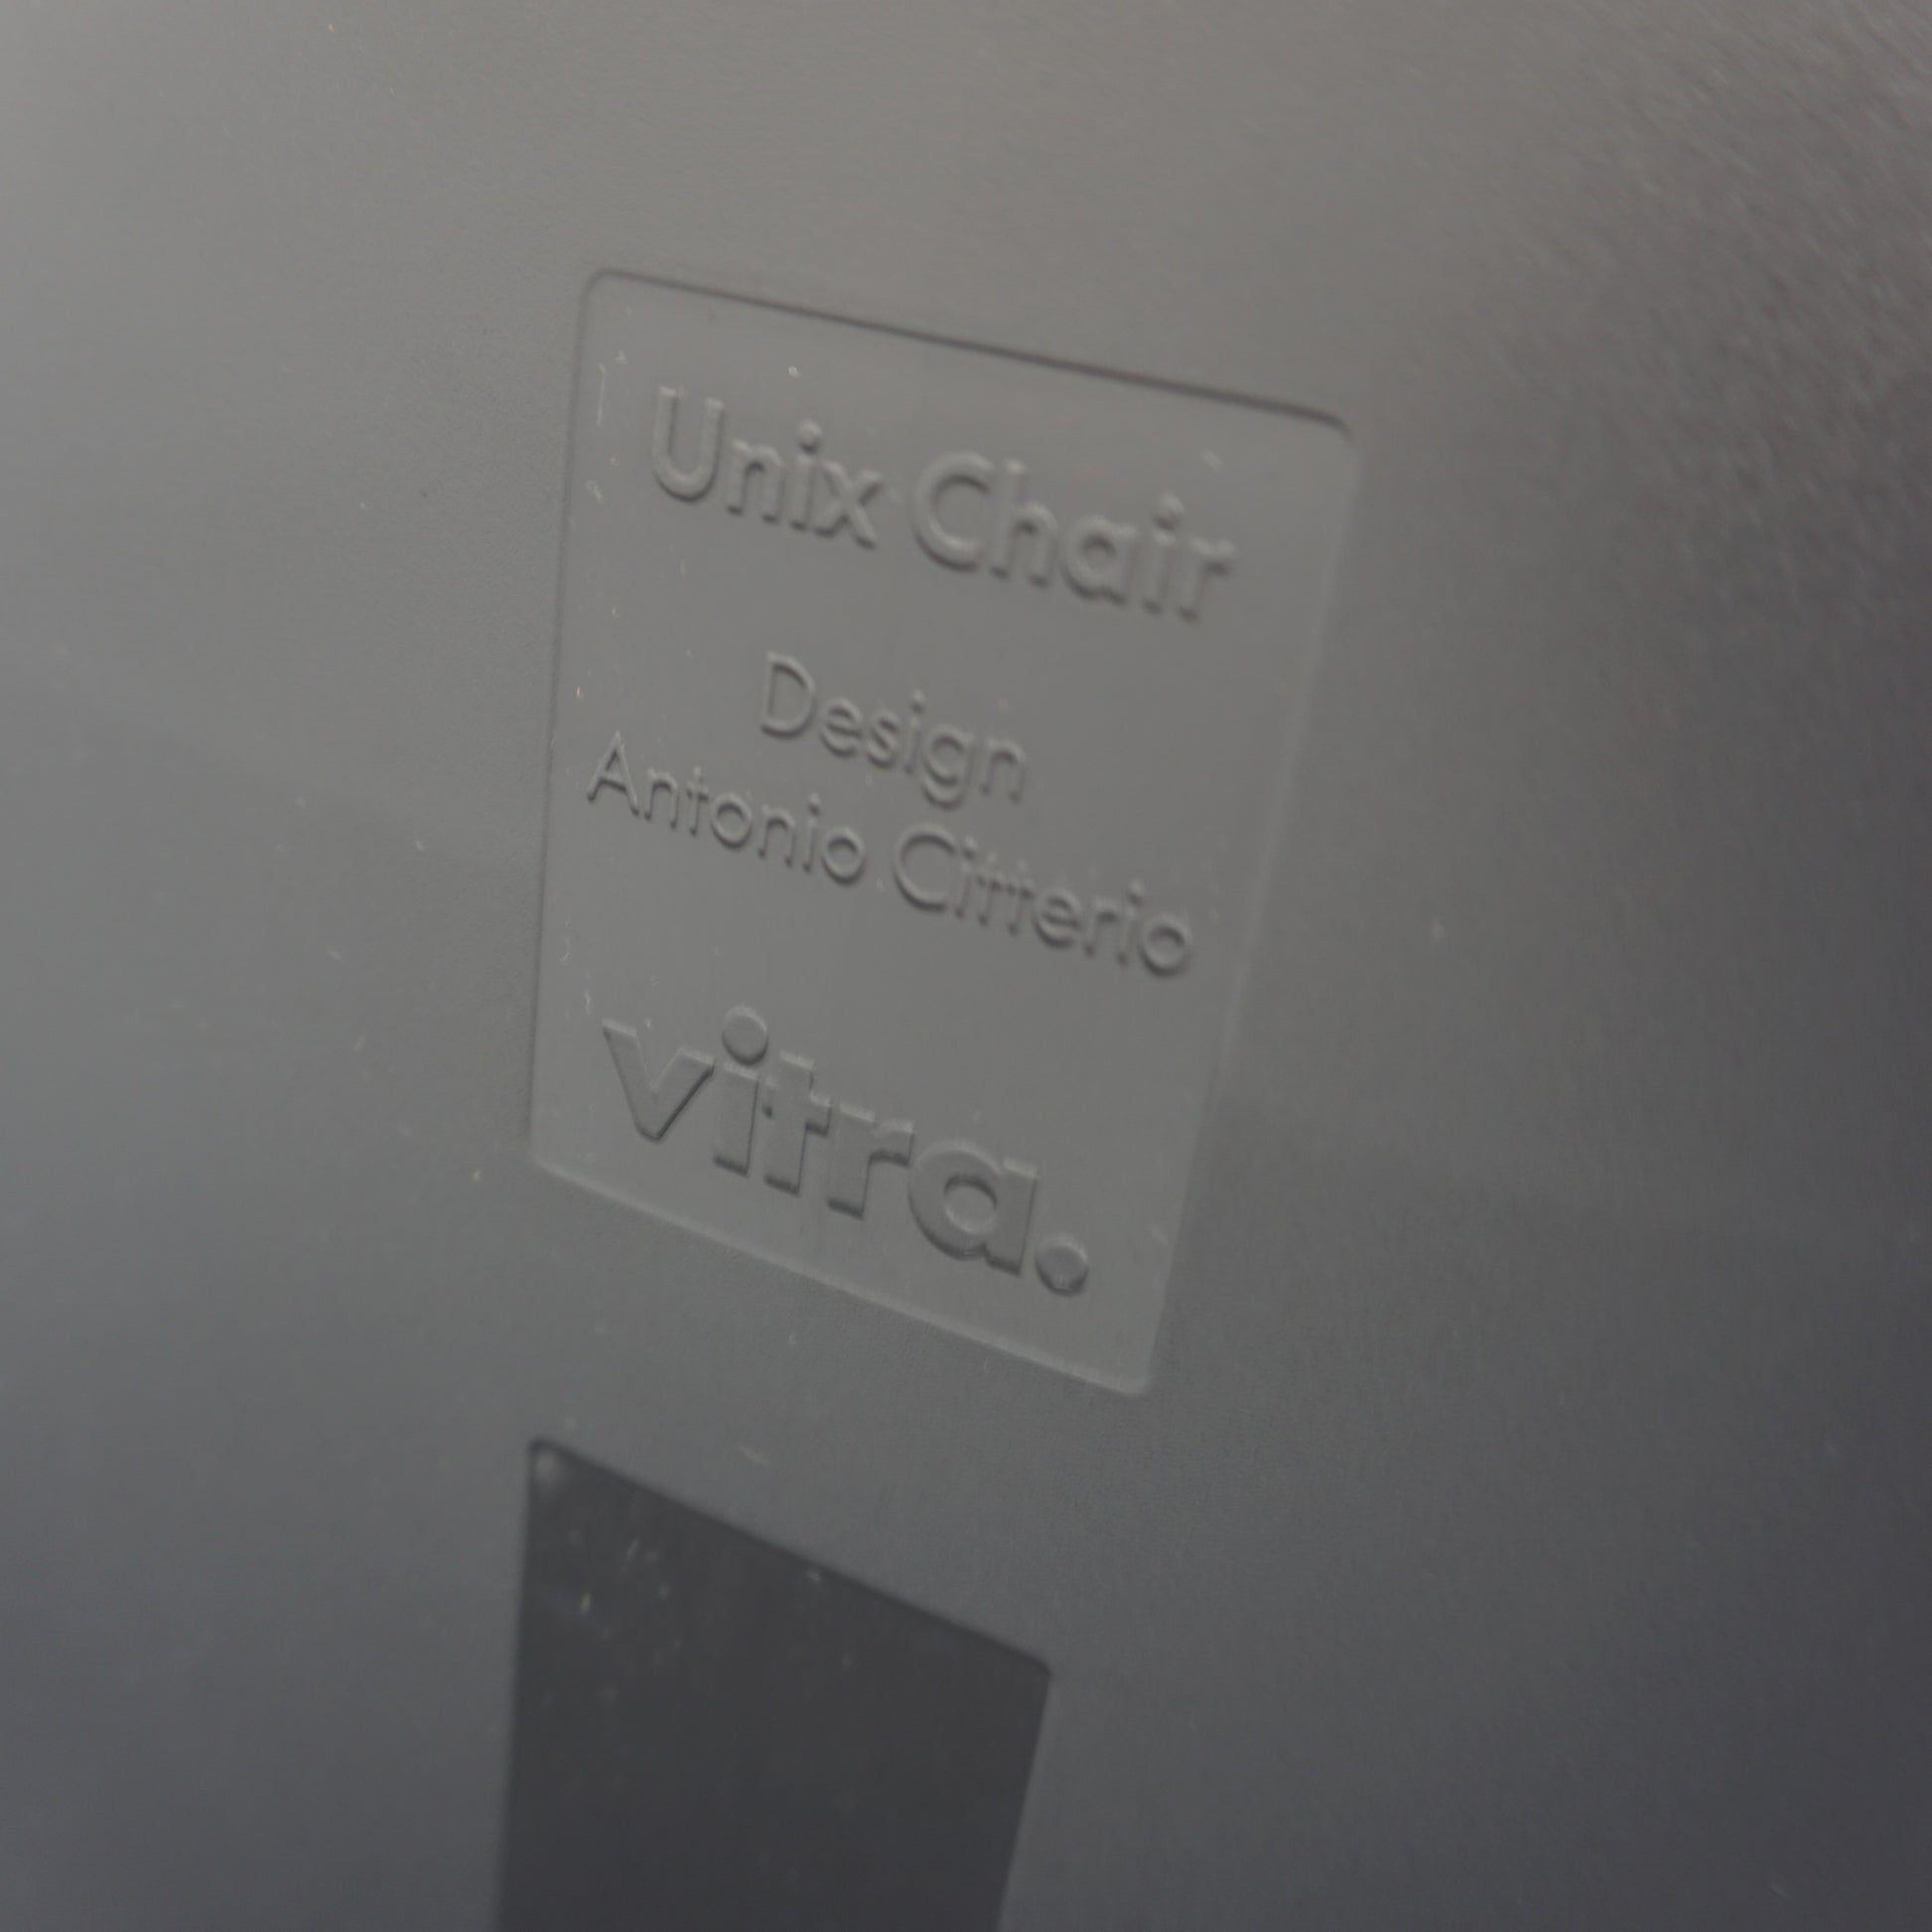 Unix Chair
Design
Antonio Citterio
vitra.